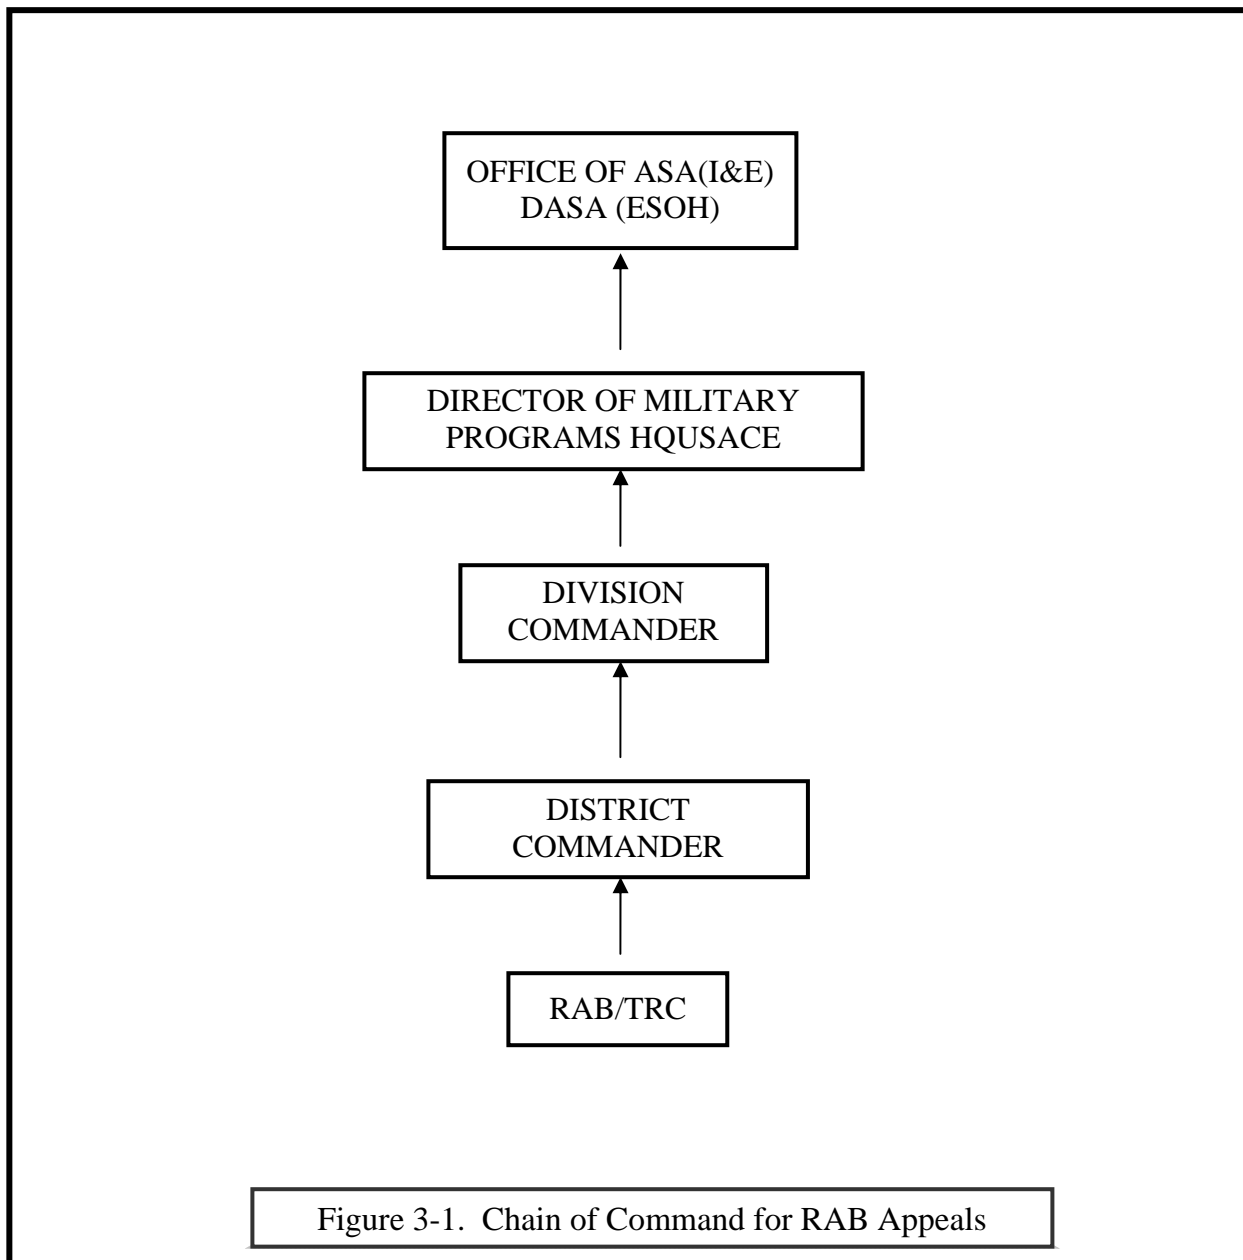 OFFICE OF ASA(I&E)
DASA (ESOH)
DIRECTOR OF MILITARY
PROGRAMS HQUSACE
DIVISION
COMMANDER
DISTRICT
COMMANDER
RAB/TRC
Figure 3-1.  Chain of Command for RAB Appeals